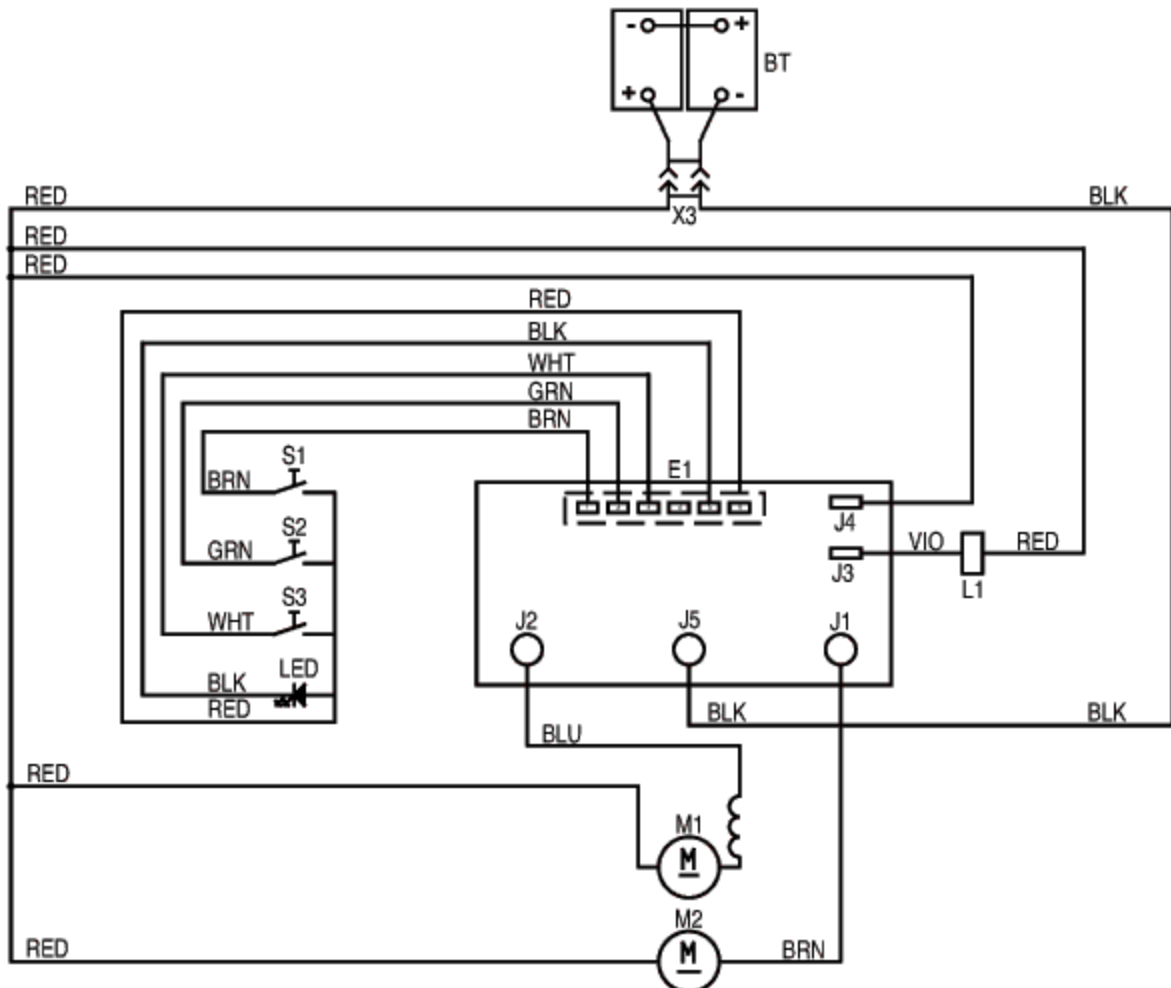 - +
BT
+ -
RED
BLK
X3
RED
RED
RED
BLK
WHT
GRN
BRN
S1
BRN
E1
J4
S2
GRN
VIO
RED
J3
L1
S3
WHT
J2
J5
J1
LED
BLK
RED
BLK
BLK
BLU
RED
M1
M
M2
RED
M
BRN